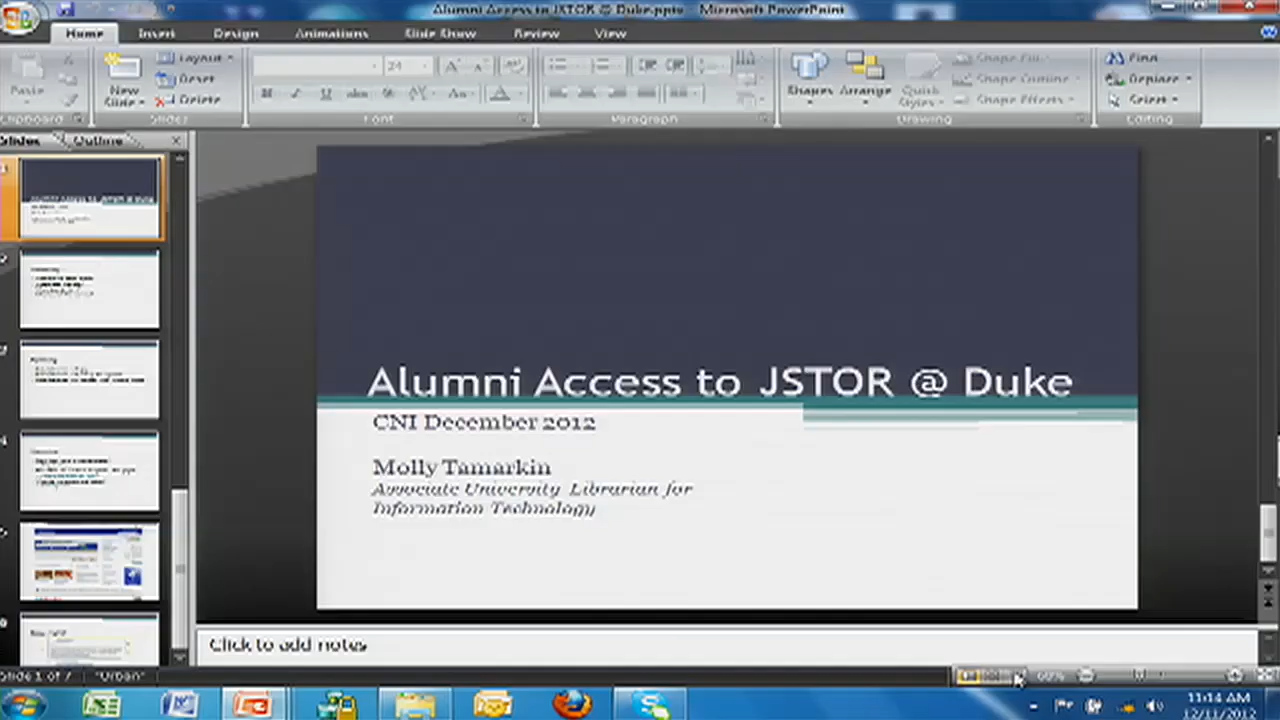 Alumni Access to JSTOR @ Duke.pptx - Microsoft PowerPoint
Home Insert Design Animations Slide Show Review View
Paste
New Slide
Layout
Reset
Delete
24
Shapes Arrange Quick Styles
Shape Fill
Shape Outline
Shape Effects
Find
Replace
Select
Clipboard Slides Font Paragraph Drawing Editing
Slides Outline
Alumni Access to JSTOR @ Duke
CNI December 2012
Molly Tamarkin
Associate University Librarian for
Information Technology
Click to add notes
Slide 1 of 7 "Urban"
11:14 AM
12/11/2012